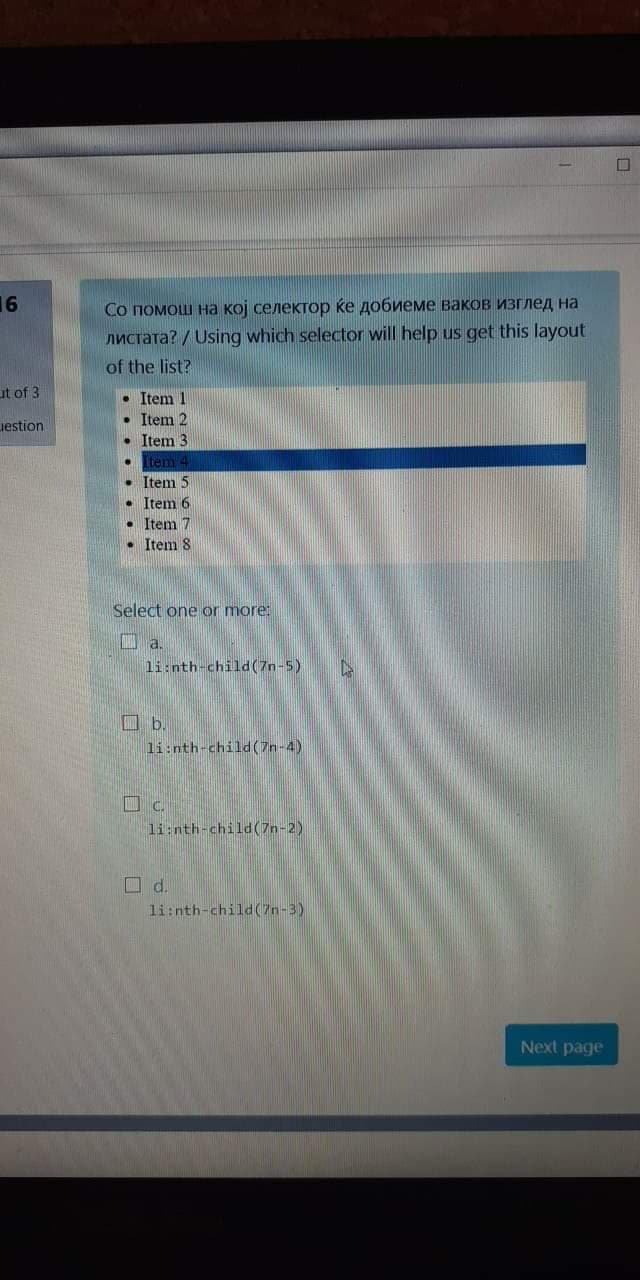 16
Со помош на кој селектор ќе добиеме ваков изглед на
листата? / Using which selector will help us get this layout
of the list?
ut of 3
uestion
• Item 1
• Item 2
• Item 3
• Item 4
• Item 5
• Item 6
• Item 7
• Item 8
Select one or more:
a.
li:nth-child(7n-5)
b.
li:nth-child(7n-4)
c.
li:nth-child(7n-2)
d.
li:nth-child(7n-3)
Next page